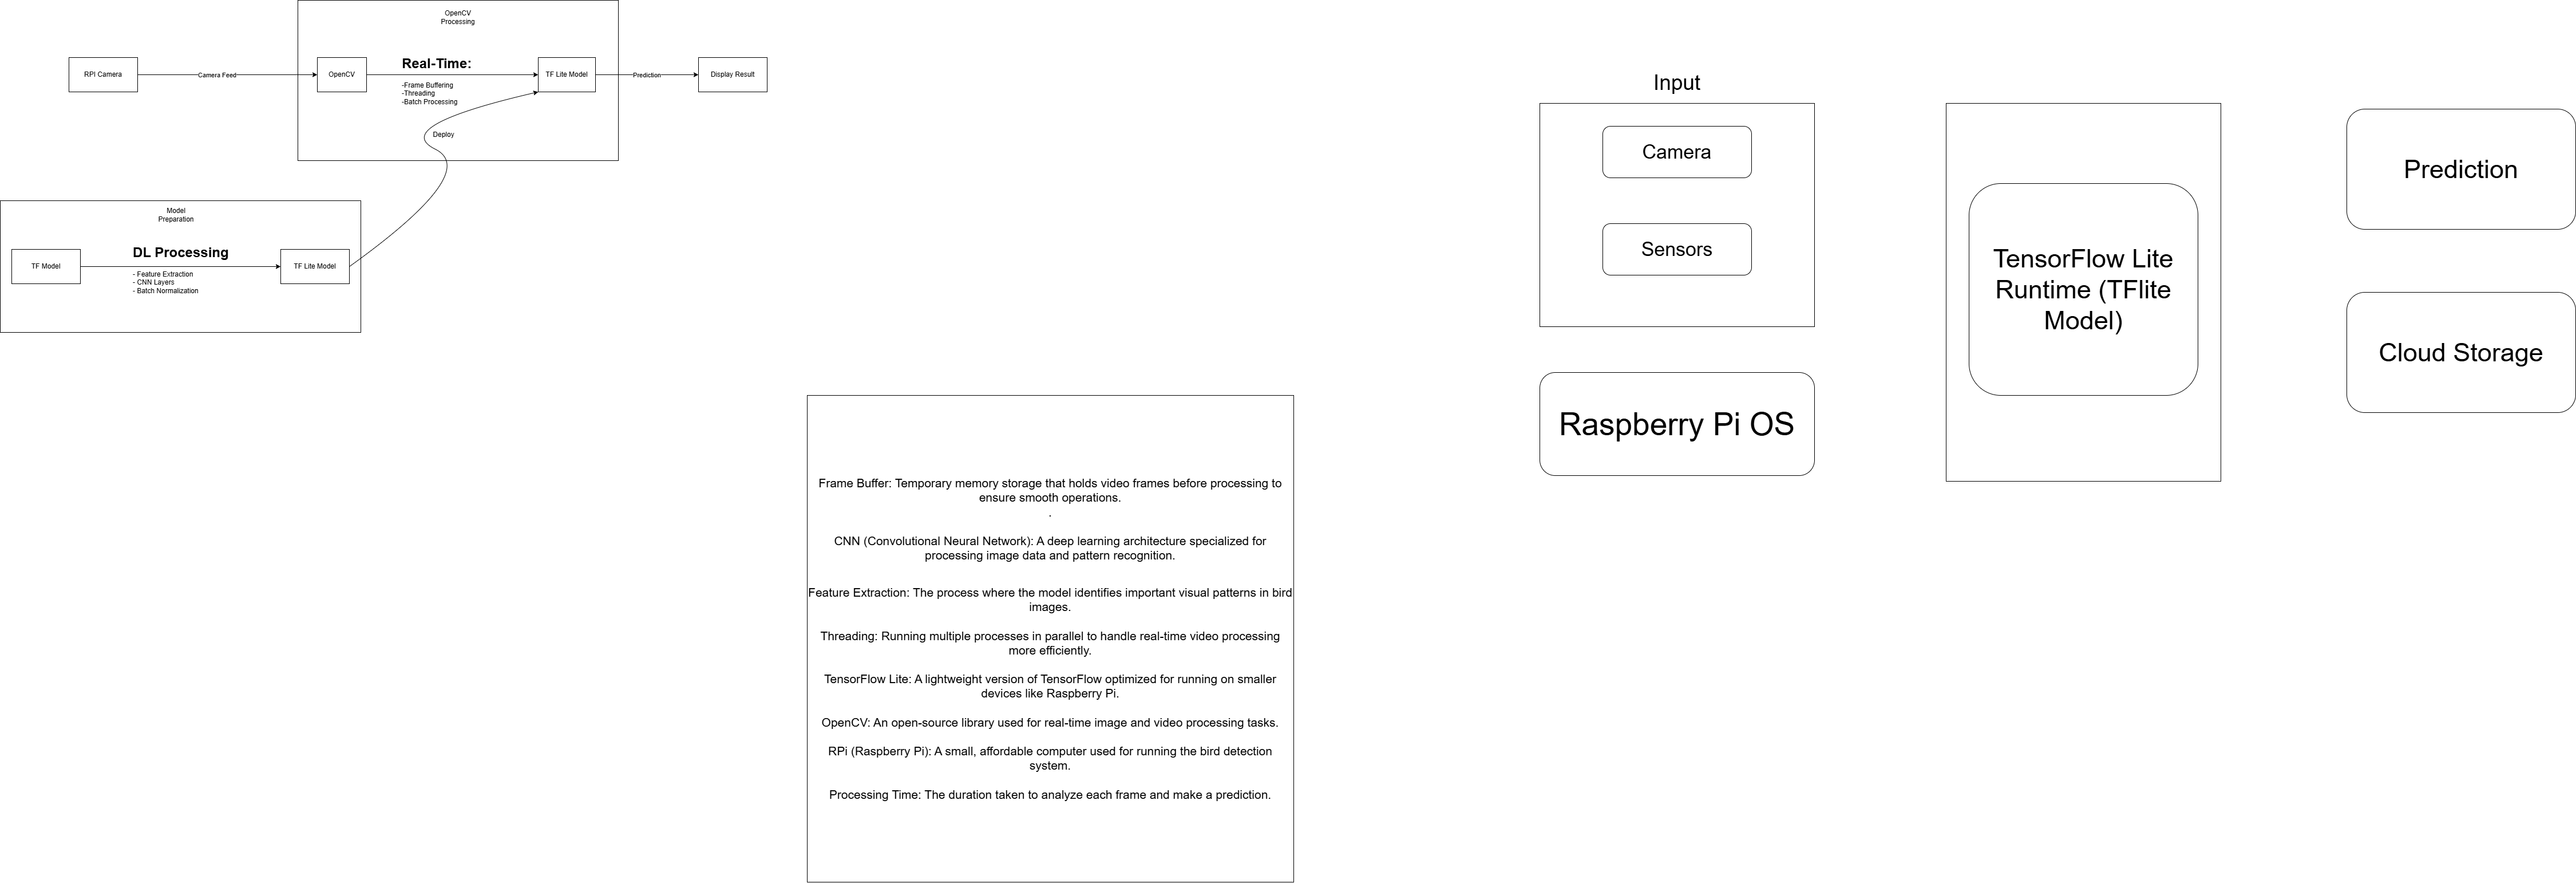 OpenCV
Processing
RPI Camera
Camera Feed
OpenCV
Real-Time:
-Frame Buffering
-Threading
-Batch Processing
TF Lite Model
Prediction
Display Result
Deploy
Model
Preparation
TF Model
DL Processing
- Feature Extraction
- CNN Layers
- Batch Normalization
TF Lite Model
Frame Buffer: Temporary memory storage that holds video frames before processing to
ensure smooth operations.
.
CNN (Convolutional Neural Network): A deep learning architecture specialized for
processing image data and pattern recognition.
Feature Extraction: The process where the model identifies important visual patterns in bird
images.
Threading: Running multiple processes in parallel to handle real-time video processing
more efficiently.
TensorFlow Lite: A lightweight version of TensorFlow optimized for running on smaller
devices like Raspberry Pi.
OpenCV: An open-source library used for real-time image and video processing tasks.
RPi (Raspberry Pi): A small, affordable computer used for running the bird detection
system.
Processing Time: The duration taken to analyze each frame and make a prediction.
Input
Camera
Sensors
Raspberry Pi OS
TensorFlow Lite
Runtime (TFlite
Model)
Prediction
Cloud Storage